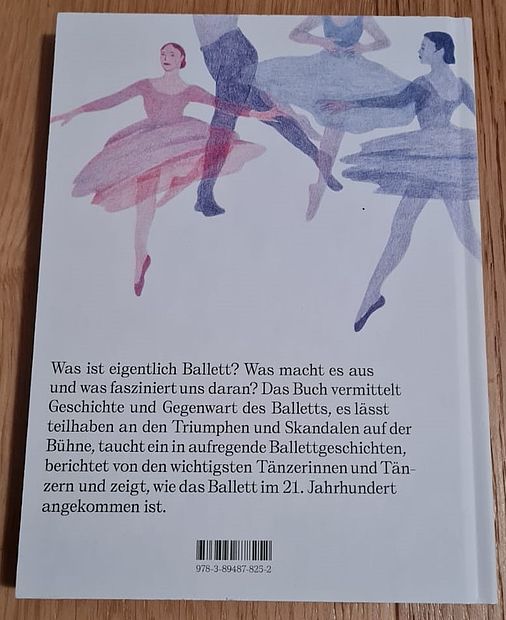 Was ist eigentlich Ballett? Was macht es aus
und was fasziniert uns daran? Das Buch vermittelt
Geschichte und Gegenwart des Balletts, es lässt
teilhaben an den Triumphen und Skandalen auf der
Bühne, taucht ein in aufregende Ballettgeschichten,
berichtet von den wichtigsten Tänzerinnen und Tän-
zern und zeigt, wie das Ballett im 21. Jahrhundert
angekommen ist.
978-3-89487-825-2